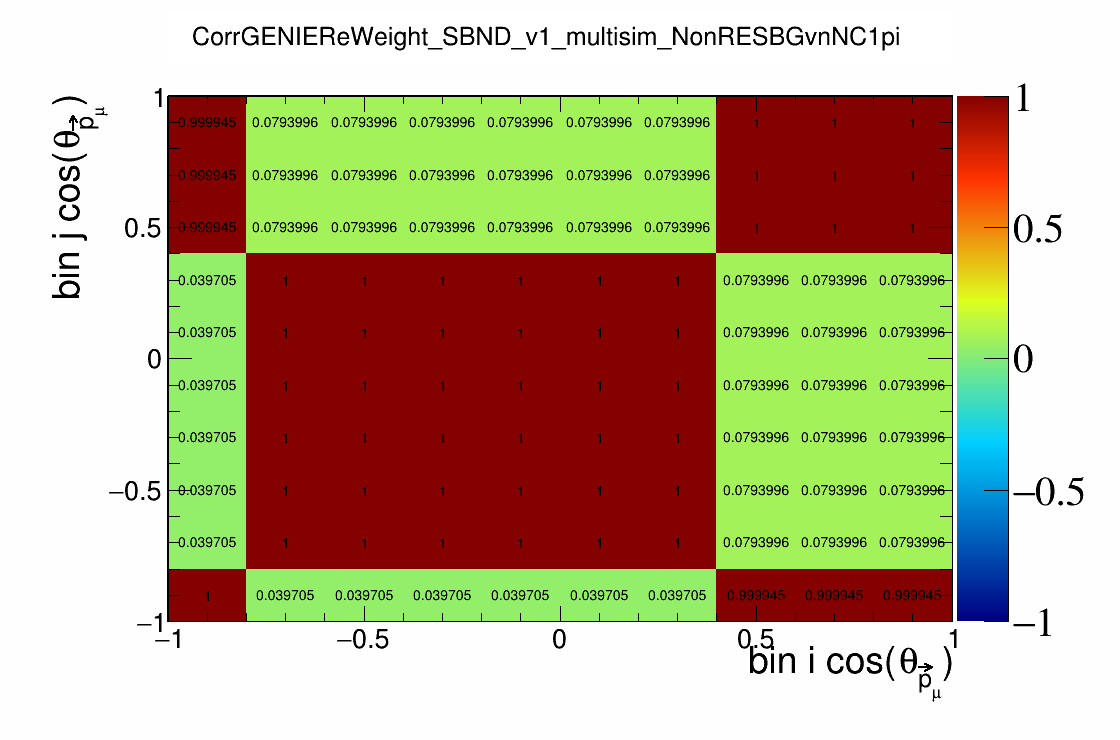 CorrGENIEReWeight_SBND_v1_multisim_NonRESBGvnNC1pi
bin j cos(θ_p⃗_μ)
1
0.5
0
−0.5
−1
0.999945 0.0793996 0.0793996 0.0793996 0.0793996 0.0793996 0.0793996 1 1 1
0.999945 0.0793996 0.0793996 0.0793996 0.0793996 0.0793996 0.0793996 1 1 1
0.999945 0.0793996 0.0793996 0.0793996 0.0793996 0.0793996 0.0793996 1 1 1
0.039705 1 1 1 1 1 1 0.0793996 0.0793996 0.0793996
0.039705 1 1 1 1 1 1 0.0793996 0.0793996 0.0793996
0.039705 1 1 1 1 1 1 0.0793996 0.0793996 0.0793996
0.039705 1 1 1 1 1 1 0.0793996 0.0793996 0.0793996
0.039705 1 1 1 1 1 1 0.0793996 0.0793996 0.0793996
0.039705 1 1 1 1 1 1 0.0793996 0.0793996 0.0793996
1 0.039705 0.039705 0.039705 0.039705 0.039705 0.039705 0.999945 0.999945 0.999945
−1 −0.5 0 0.5 1
bin i cos(θ_p⃗_μ)
1
0.5
0
−0.5
−1